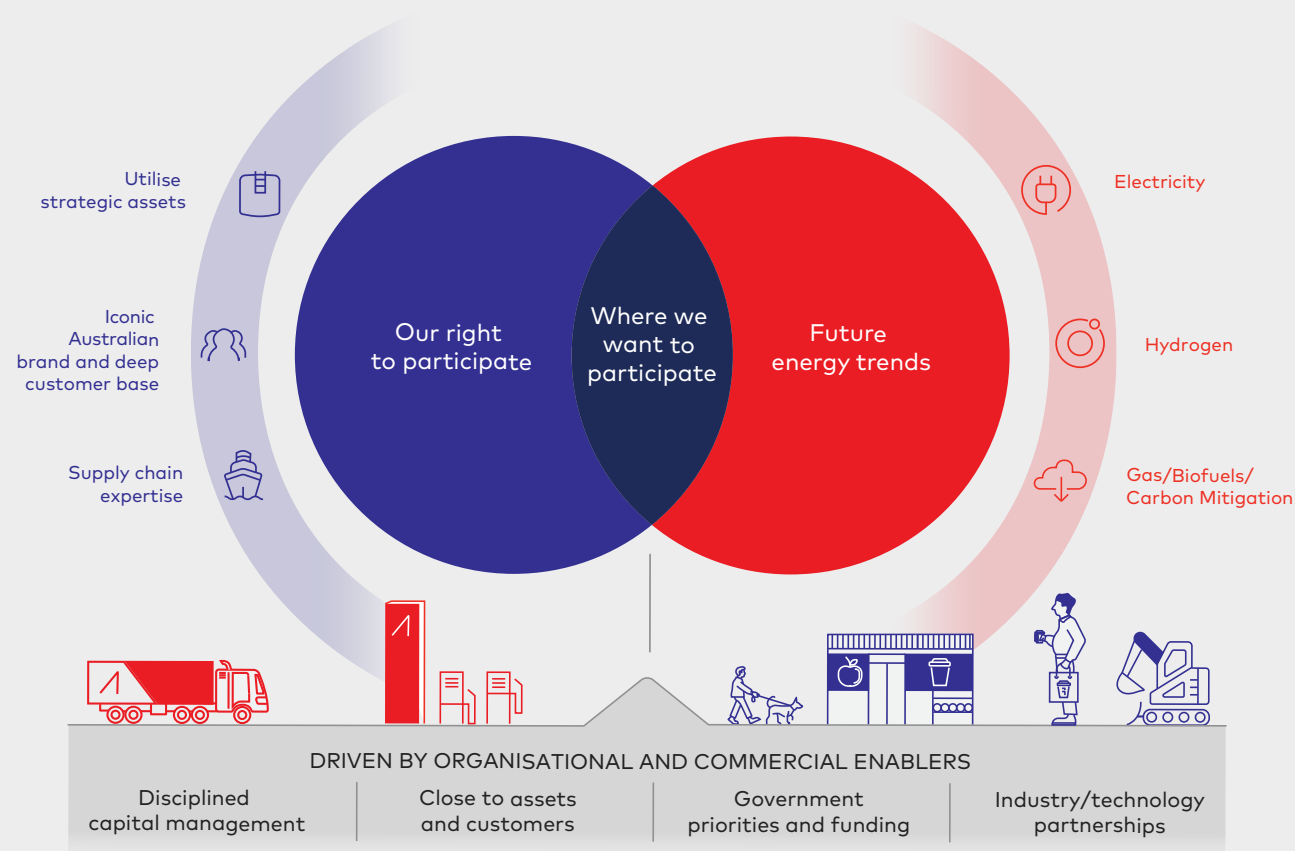 Utilise
strategic assets
Iconic
Australian
brand and deep
customer base
Supply chain
expertise
Our right
to participate
Where we
want to
participate
Future
energy trends
Electricity
Hydrogen
Gas/Biofuels/
Carbon Mitigation
DRIVEN BY ORGANISATIONAL AND COMMERCIAL ENABLERS
Disciplined
capital management
Close to assets
and customers
Government
priorities and funding
Industry/technology
partnerships